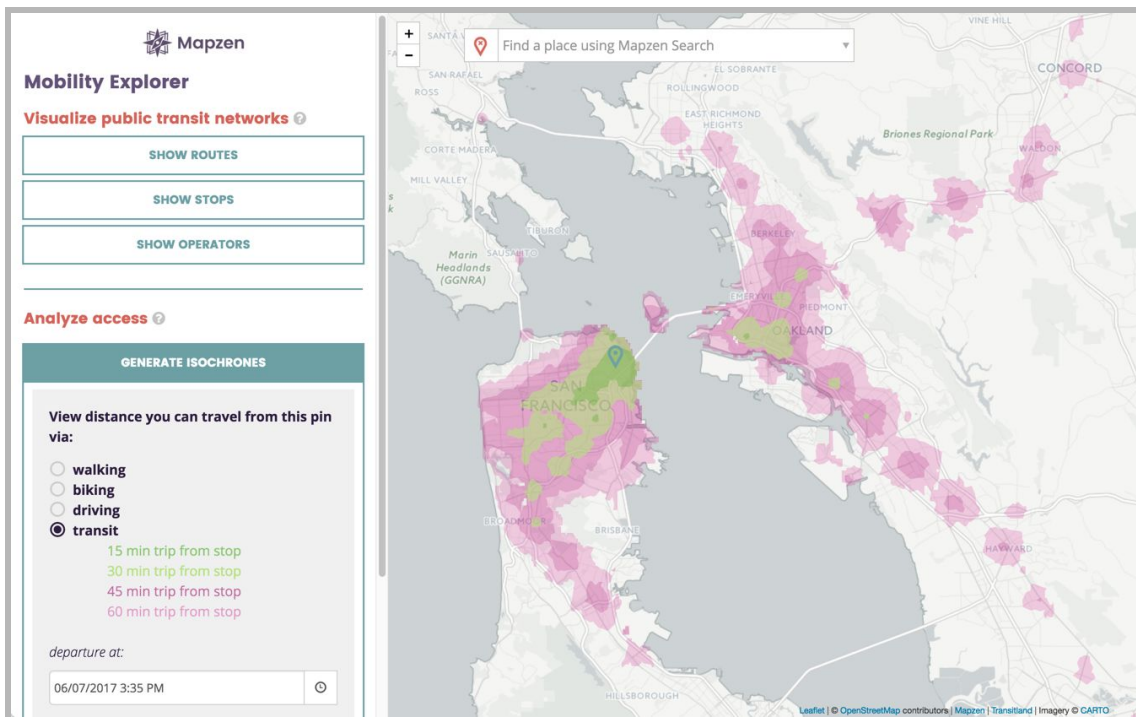 Mapzen
Mobility Explorer
Visualize public transit networks ?
SHOW ROUTES
SHOW STOPS
SHOW OPERATORS
Analyze access ?
GENERATE ISOCHRONES
View distance you can travel from this pin
via:
walking
biking
driving
transit
15 min trip from stop
30 min trip from stop
45 min trip from stop
60 min trip from stop
departure at:
06/07/2017 3:35 PM
+
−
Find a place using Mapzen Search
VINE HILL
SAN RAFAEL
ROSS
EL SOBRANTE
ROLLINGWOOD
CONCORD
EAST RICHMOND
HEIGHTS
CORTE MADERA
Briones Regional Park
WALDON
MILL VALLEY
TIBURON
BERKELEY
SAUSALITO
Marin
Headlands
(GGNRA)
PIEDMONT
OAKLAND
SAN
FRANCISCO
BROADMOOR
BRISBANE
HAYWARD
HILLSBOROUGH
Leaflet | © OpenStreetMap contributors | Mapzen | Transitland | Imagery © CARTO